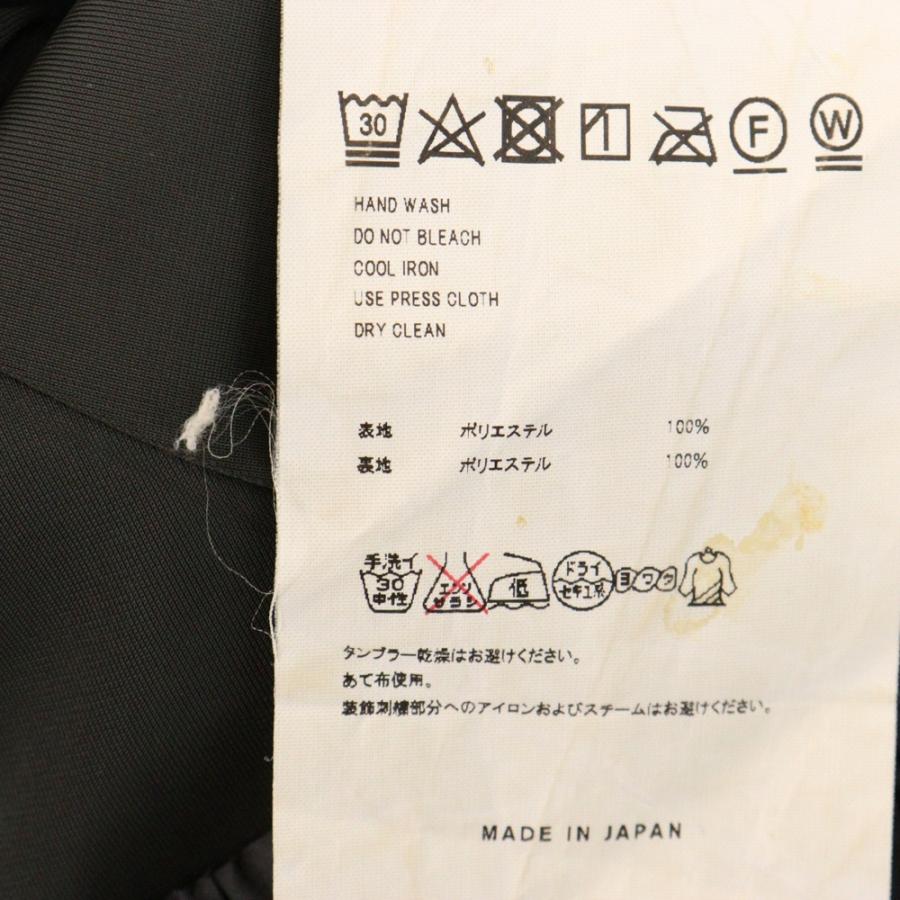 30 F W
HAND WASH
DO NOT BLEACH
COOL IRON
USE PRESS CLOTH
DRY CLEAN
表地 ポリエステル 100%
裏地 ポリエステル 100%
手洗イ 30 中性 エンソ サラシ 低 ドライ セキユ系 ヨワク
タンブラー乾燥はお避けください。
あて布使用。
装飾刺繍部分へのアイロンおよびスチームはお避けください。
MADE IN JAPAN